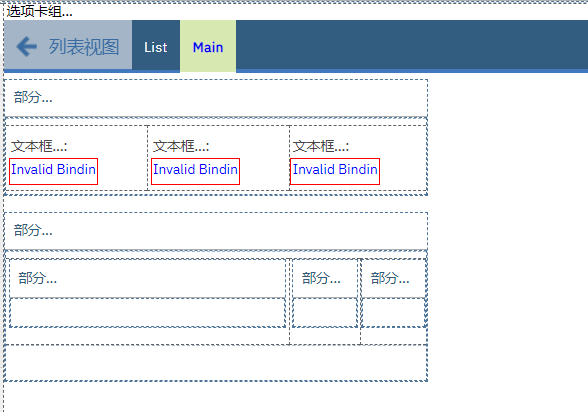 选项卡组...
列表视图 List Main
部分...
文本框...: 文本框...: 文本框...:
Invalid Bindin Invalid Bindin Invalid Bindin
部分...
部分... 部分... 部分...